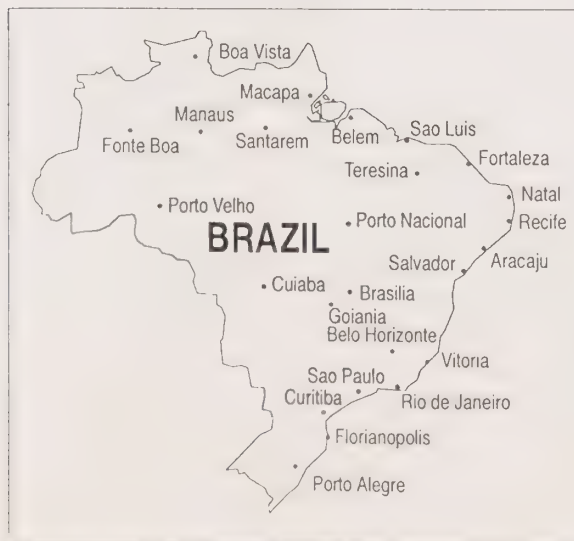 Boa Vista
Macapa
Manaus
Fonte Boa
Santarem
Belem
Sao Luis
Teresina
Fortaleza
Natal
Porto Velho
Porto Nacional
Recife
BRAZIL
Aracaju
Salvador
Cuiaba
Brasilia
Goiania
Belo Horizonte
Vitoria
Sao Paulo
Rio de Janeiro
Curitiba
Florianopolis
Porto Alegre